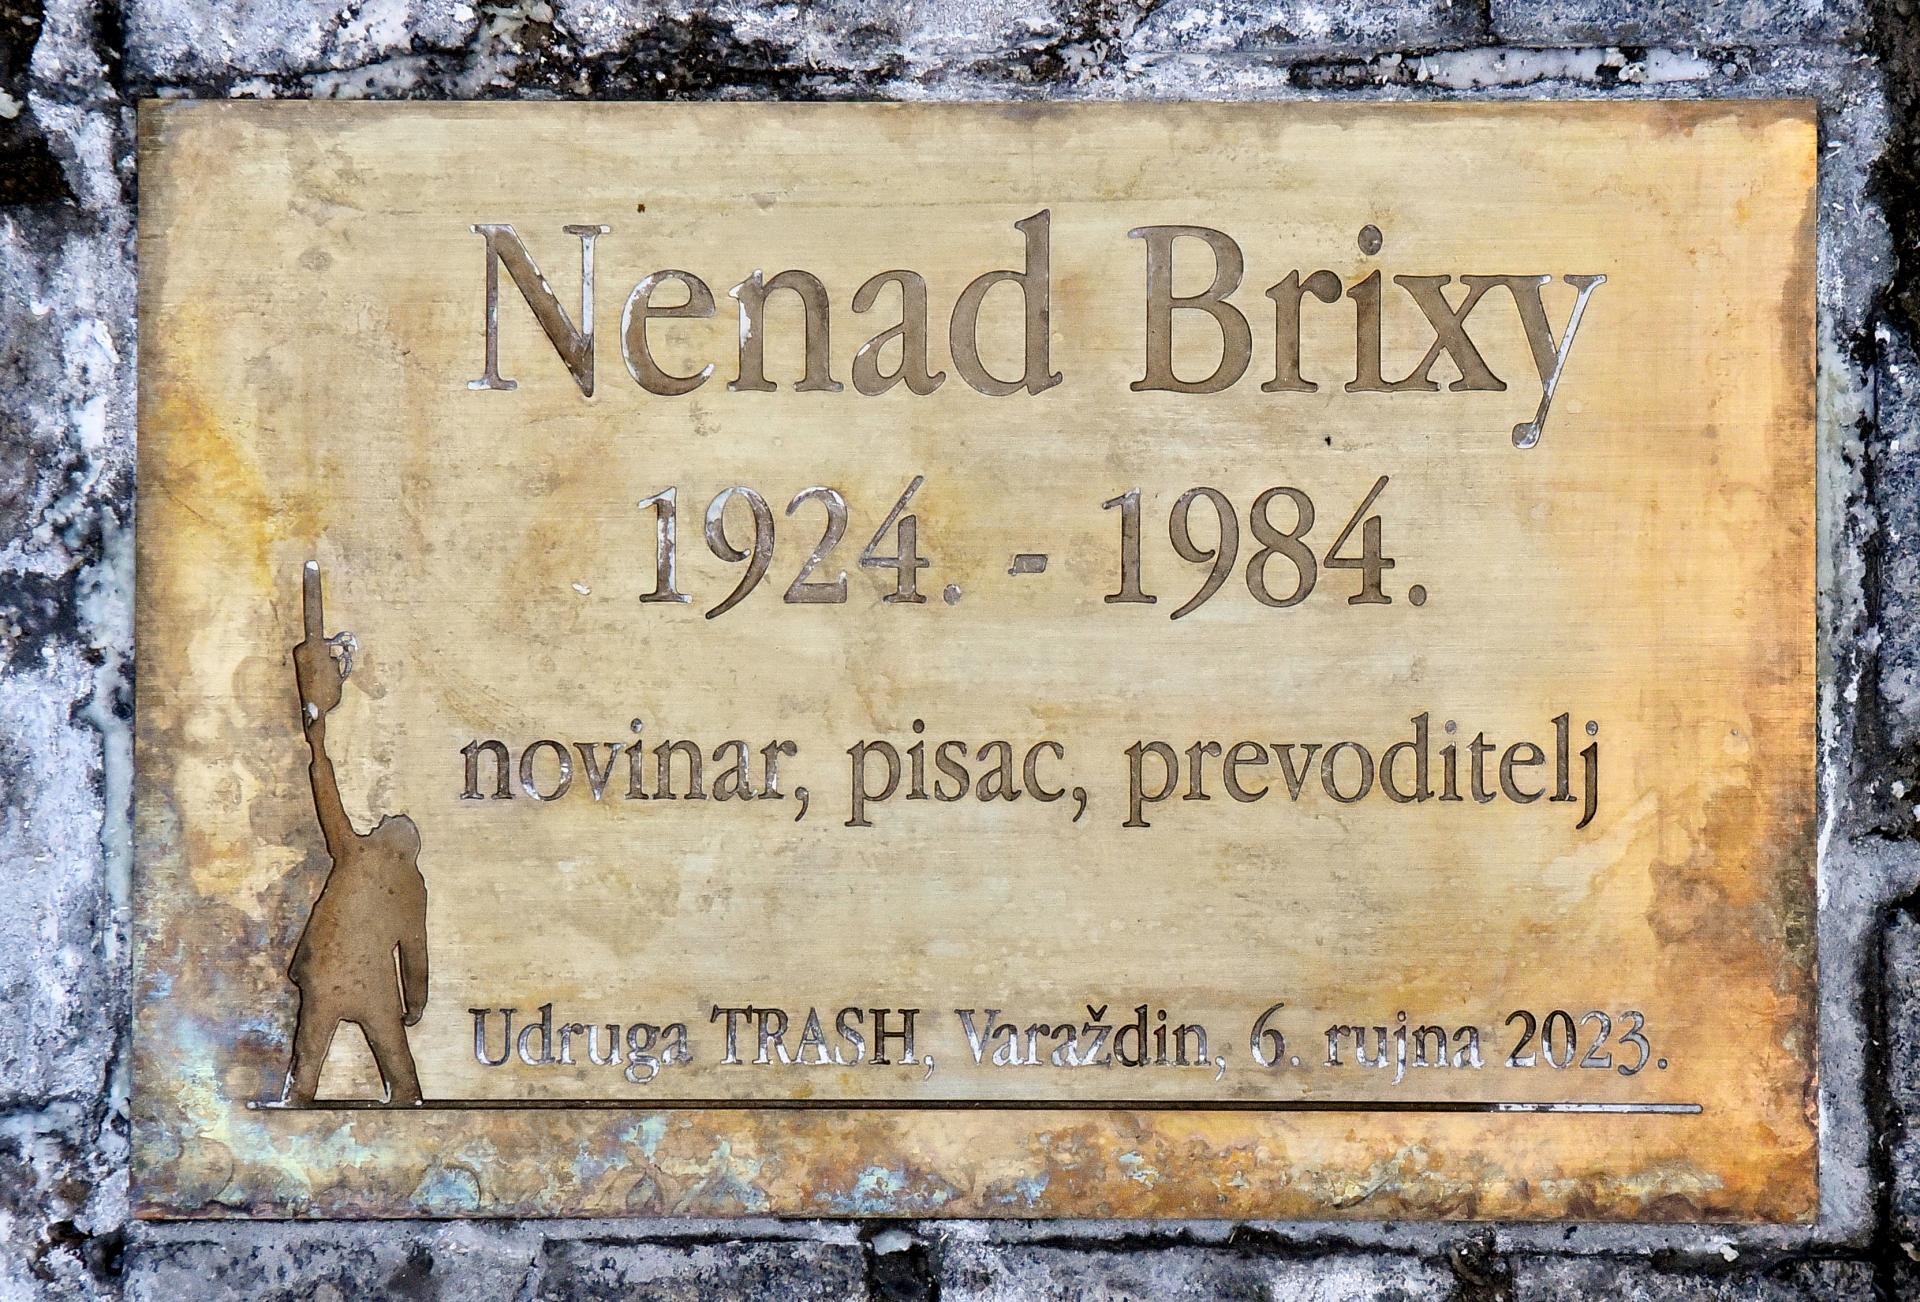 Nenad Brixy
1924. - 1984.
novinar, pisac, prevoditelj
Udruga TRASH, Varaždin, 6. rujna 2023.